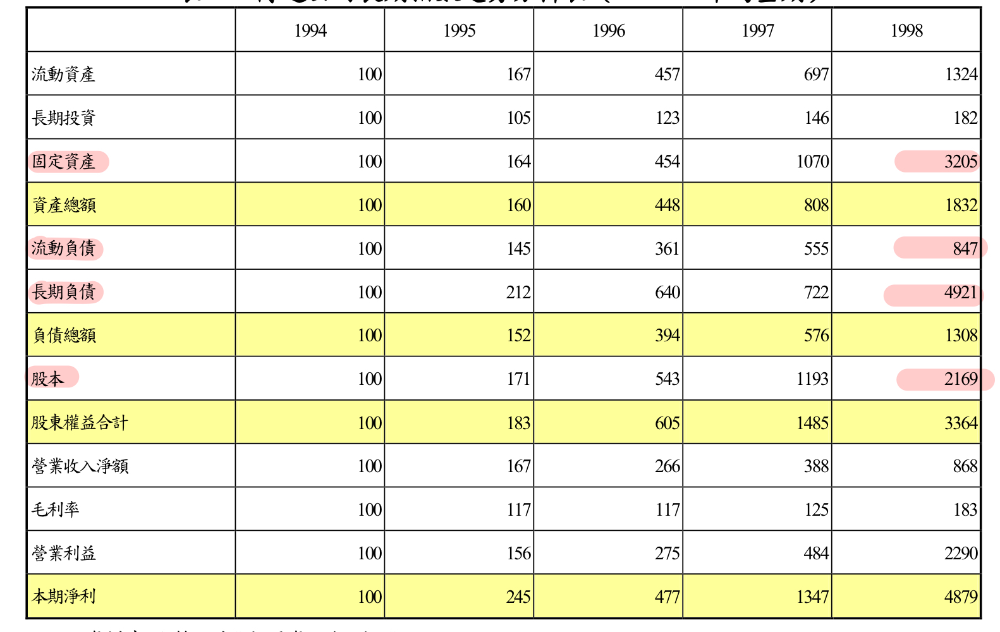 1994 1995 1996 1997 1998
流動資產 100 167 457 697 1324
長期投資 100 105 123 146 182
固定資產 100 164 454 1070 3205
資產總額 100 160 448 808 1832
流動負債 100 145 361 555 847
長期負債 100 212 640 722 4921
負債總額 100 152 394 576 1308
股本 100 171 543 1193 2169
股東權益合計 100 183 605 1485 3364
營業收入淨額 100 167 266 388 868
毛利率 100 117 117 125 183
營業利益 100 156 275 484 2290
本期淨利 100 245 477 1347 4879